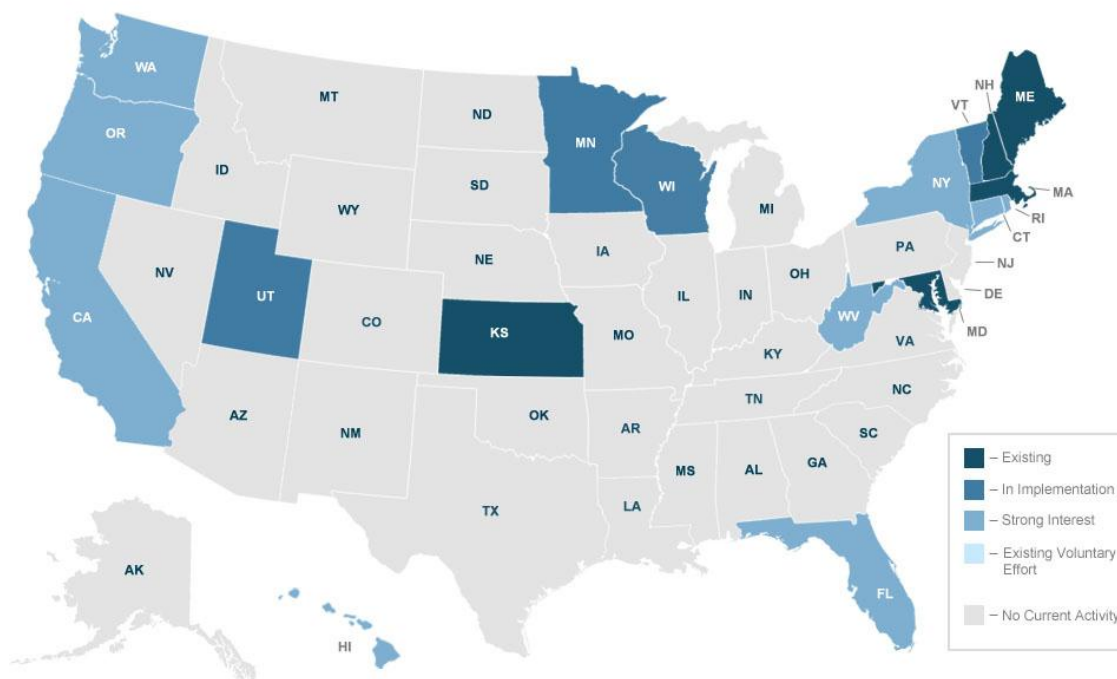 WA
OR
CA
ID
NV
MT
WY
UT
AZ
CO
NM
ND
SD
NE
KS
OK
TX
MN
IA
MO
AR
LA
WI
IL
MS
MI
IN
OH
KY
TN
AL
GA
FL
SC
NC
VA
WV
PA
NY
VT
NH
ME
MA
RI
CT
NJ
DE
MD
AK
HI
– Existing
– In Implementation
– Strong Interest
– Existing Voluntary
Effort
– No Current Activity